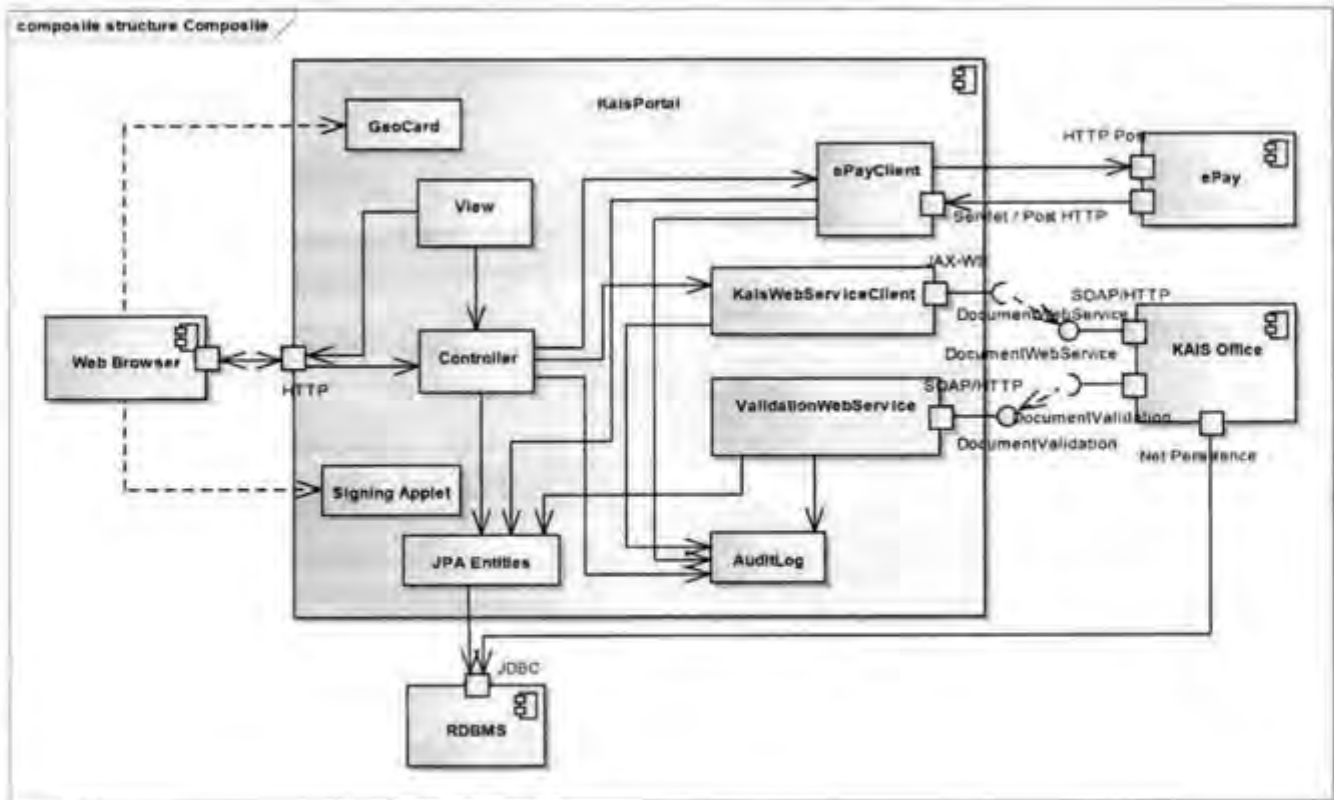 composite structure Composite
KaisPortal
GeoCard
HTTP Pos
ePayClient
ePay
View
Servlet / Post HTTP
JAX-WS
KaisWebServiceClient
SOAP/HTTP
DocumentWebService
Web Browser
Controller
DocumentWebService
KAIS Office
HTTP
SOAP/HTTP
ValidationWebService
DocumentValidation
DocumentValidation
Net Persistence
Signing Applet
JPA Entities
AuditLog
JDBC
RDBMS